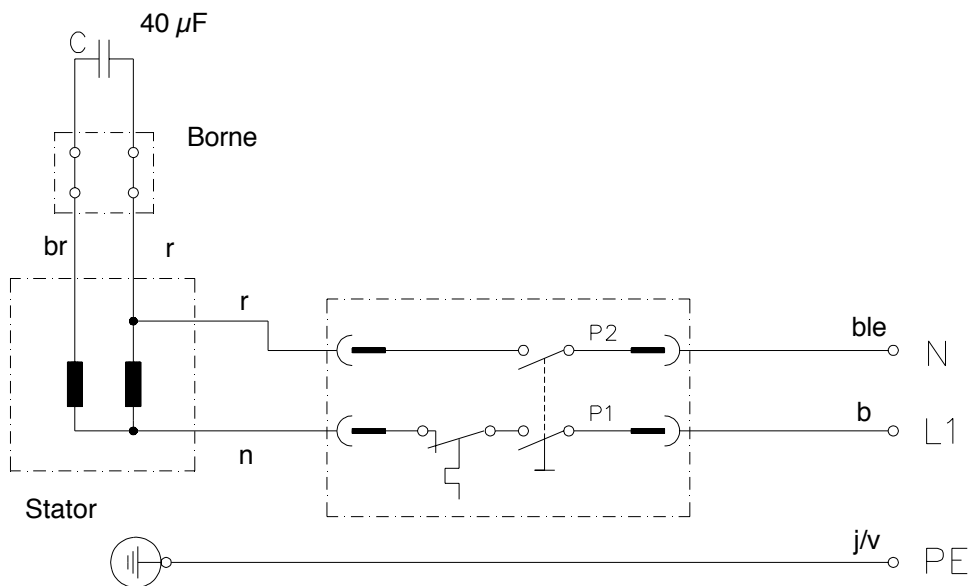 40 µF
C
Borne
br r
r
P2 ble N
P1 b L1
n
Stator
j/v PE